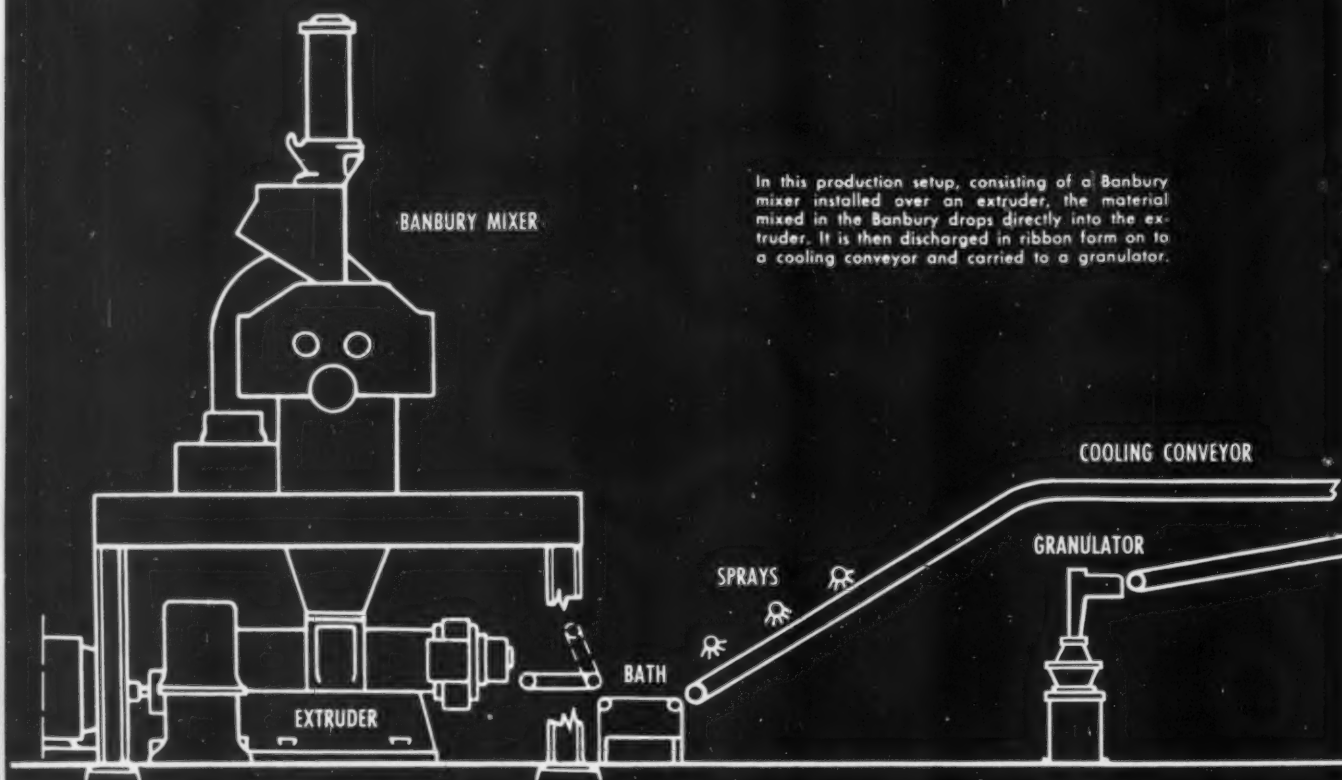 BANBURY MIXER
In this production setup, consisting of a Banbury
mixer installed over an extruder, the material
mixed in the Banbury drops directly into the ex-
truder. It is then discharged in ribbon form on to
a cooling conveyor and carried to a granulator.
COOLING CONVEYOR
GRANULATOR
SPRAYS
BATH
EXTRUDER